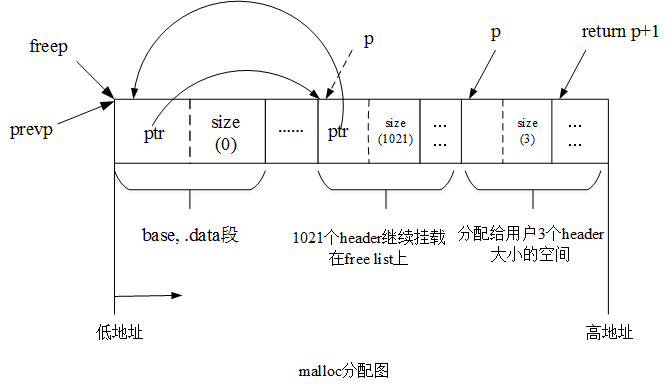 freep
p
p
return p+1
prevp
ptr
size
(0)
······
ptr
size
(1021)
...
...
size
(3)
...
...
base, .data段
1021个header继续挂载
在free list上
分配给用户3个header
大小的空间
低地址
高地址
malloc分配图